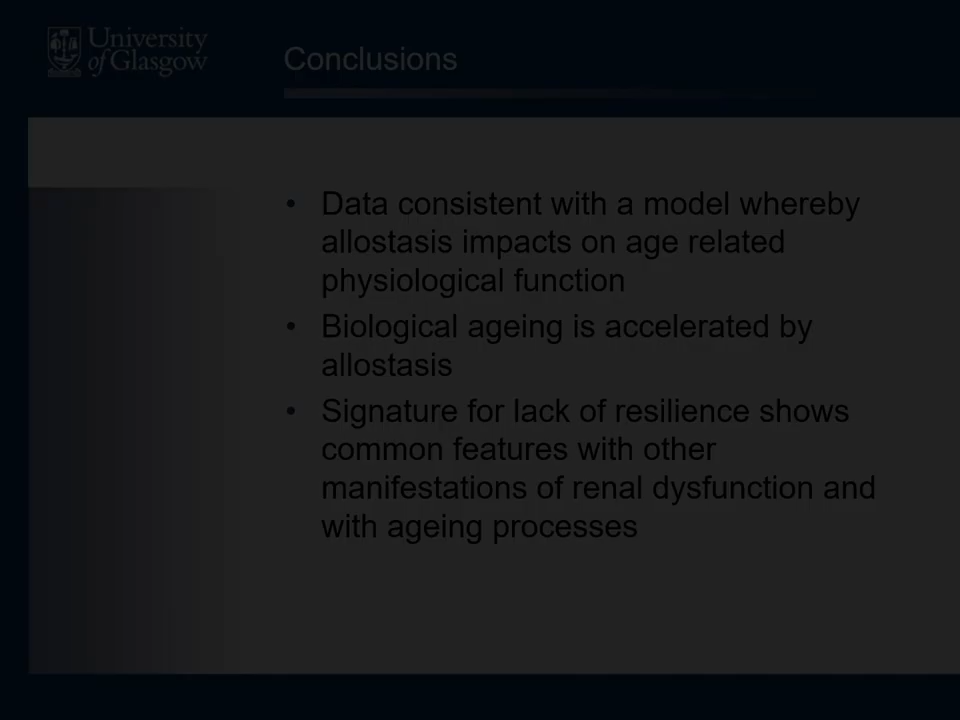 University
of Glasgow
Conclusions
• Data consistent with a model whereby
allostasis impacts on age related
physiological function
• Biological ageing is accelerated by
allostasis
• Signature for lack of resilience shows
common features with other
manifestations of renal dysfunction and
with ageing processes